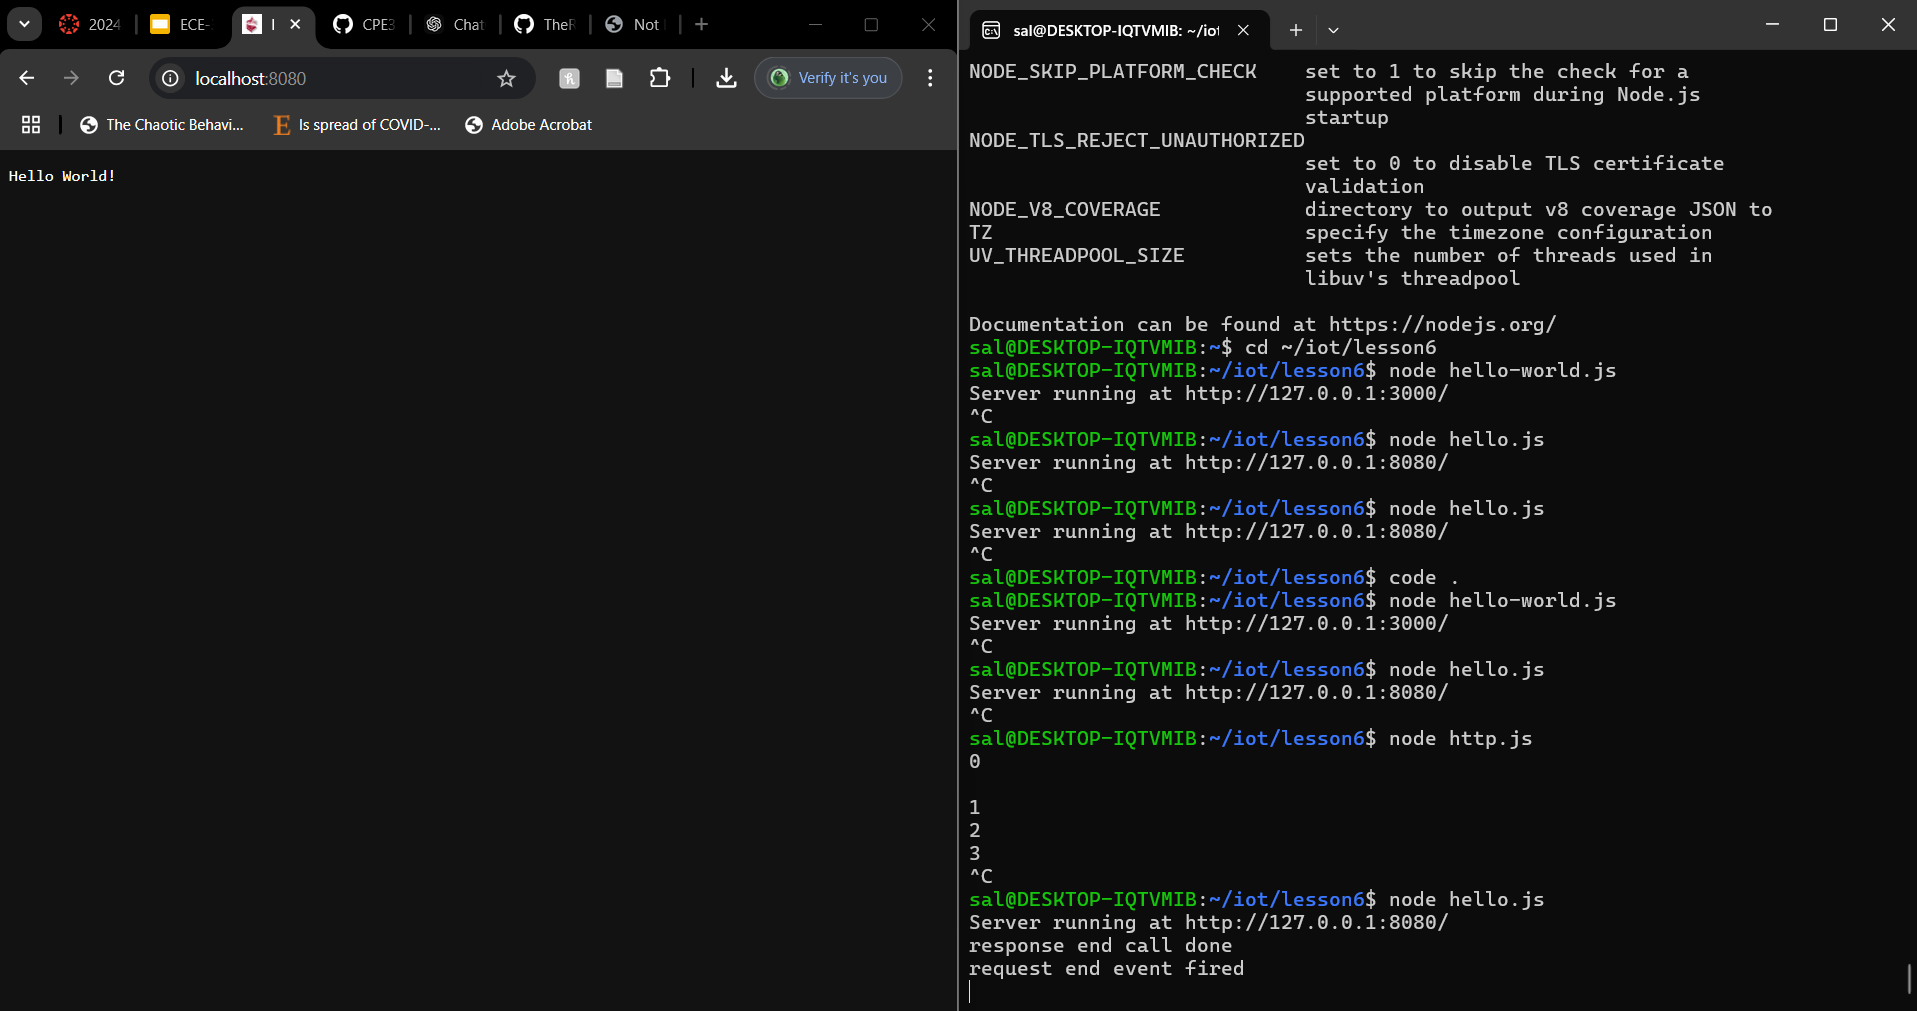 2024
ECE-
CPE3
Chat
TheR
Not
localhost:8080
Verify it's you
The Chaotic Behavi...
Is spread of COVID-...
Adobe Acrobat
Hello World!
sal@DESKTOP-IQTVMIB: ~/iot
NODE_SKIP_PLATFORM_CHECK    set to 1 to skip the check for a
supported platform during Node.js
startup
NODE_TLS_REJECT_UNAUTHORIZED
set to 0 to disable TLS certificate
validation
NODE_V8_COVERAGE            directory to output v8 coverage JSON to
TZ                          specify the timezone configuration
UV_THREADPOOL_SIZE          sets the number of threads used in
libuv's threadpool
Documentation can be found at https://nodejs.org/
sal@DESKTOP-IQTVMIB:~$ cd ~/iot/lesson6
sal@DESKTOP-IQTVMIB:~/iot/lesson6$ node hello-world.js
Server running at http://127.0.0.1:3000/
^C
sal@DESKTOP-IQTVMIB:~/iot/lesson6$ node hello.js
Server running at http://127.0.0.1:8080/
^C
sal@DESKTOP-IQTVMIB:~/iot/lesson6$ node hello.js
Server running at http://127.0.0.1:8080/
^C
sal@DESKTOP-IQTVMIB:~/iot/lesson6$ code .
sal@DESKTOP-IQTVMIB:~/iot/lesson6$ node hello-world.js
Server running at http://127.0.0.1:3000/
^C
sal@DESKTOP-IQTVMIB:~/iot/lesson6$ node hello.js
Server running at http://127.0.0.1:8080/
^C
sal@DESKTOP-IQTVMIB:~/iot/lesson6$ node http.js
0
1
2
3
^C
sal@DESKTOP-IQTVMIB:~/iot/lesson6$ node hello.js
Server running at http://127.0.0.1:8080/
response end call done
request end event fired